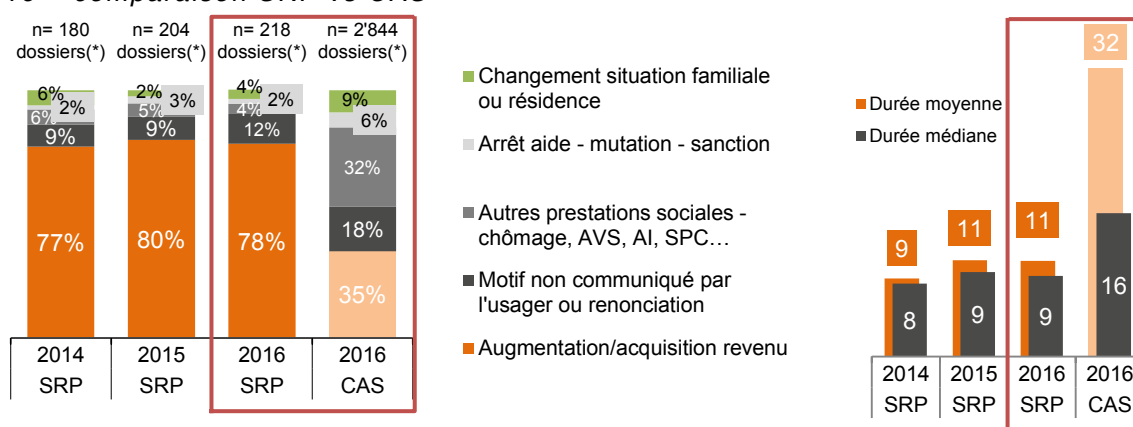 n= 180 n= 204 n= 218 n= 2'844
dossiers(*) dossiers(*) dossiers(*) dossiers(*)
6% 2% 4% 9%
2% 3% 2% 6%
6% 5% 4% 32%
9% 9% 12% 18%
77% 80% 78% 35%
2014 2015 2016 2016
SRP SRP SRP CAS
Changement situation familiale
ou résidence
Arrêt aide - mutation - sanction
Autres prestations sociales -
chômage, AVS, AI, SPC…
Motif non communiqué par
l'usager ou renonciation
Augmentation/acquisition revenu
Durée moyenne
Durée médiane
9 11 11 32
8 9 9 16
2014 2015 2016 2016
SRP SRP SRP CAS